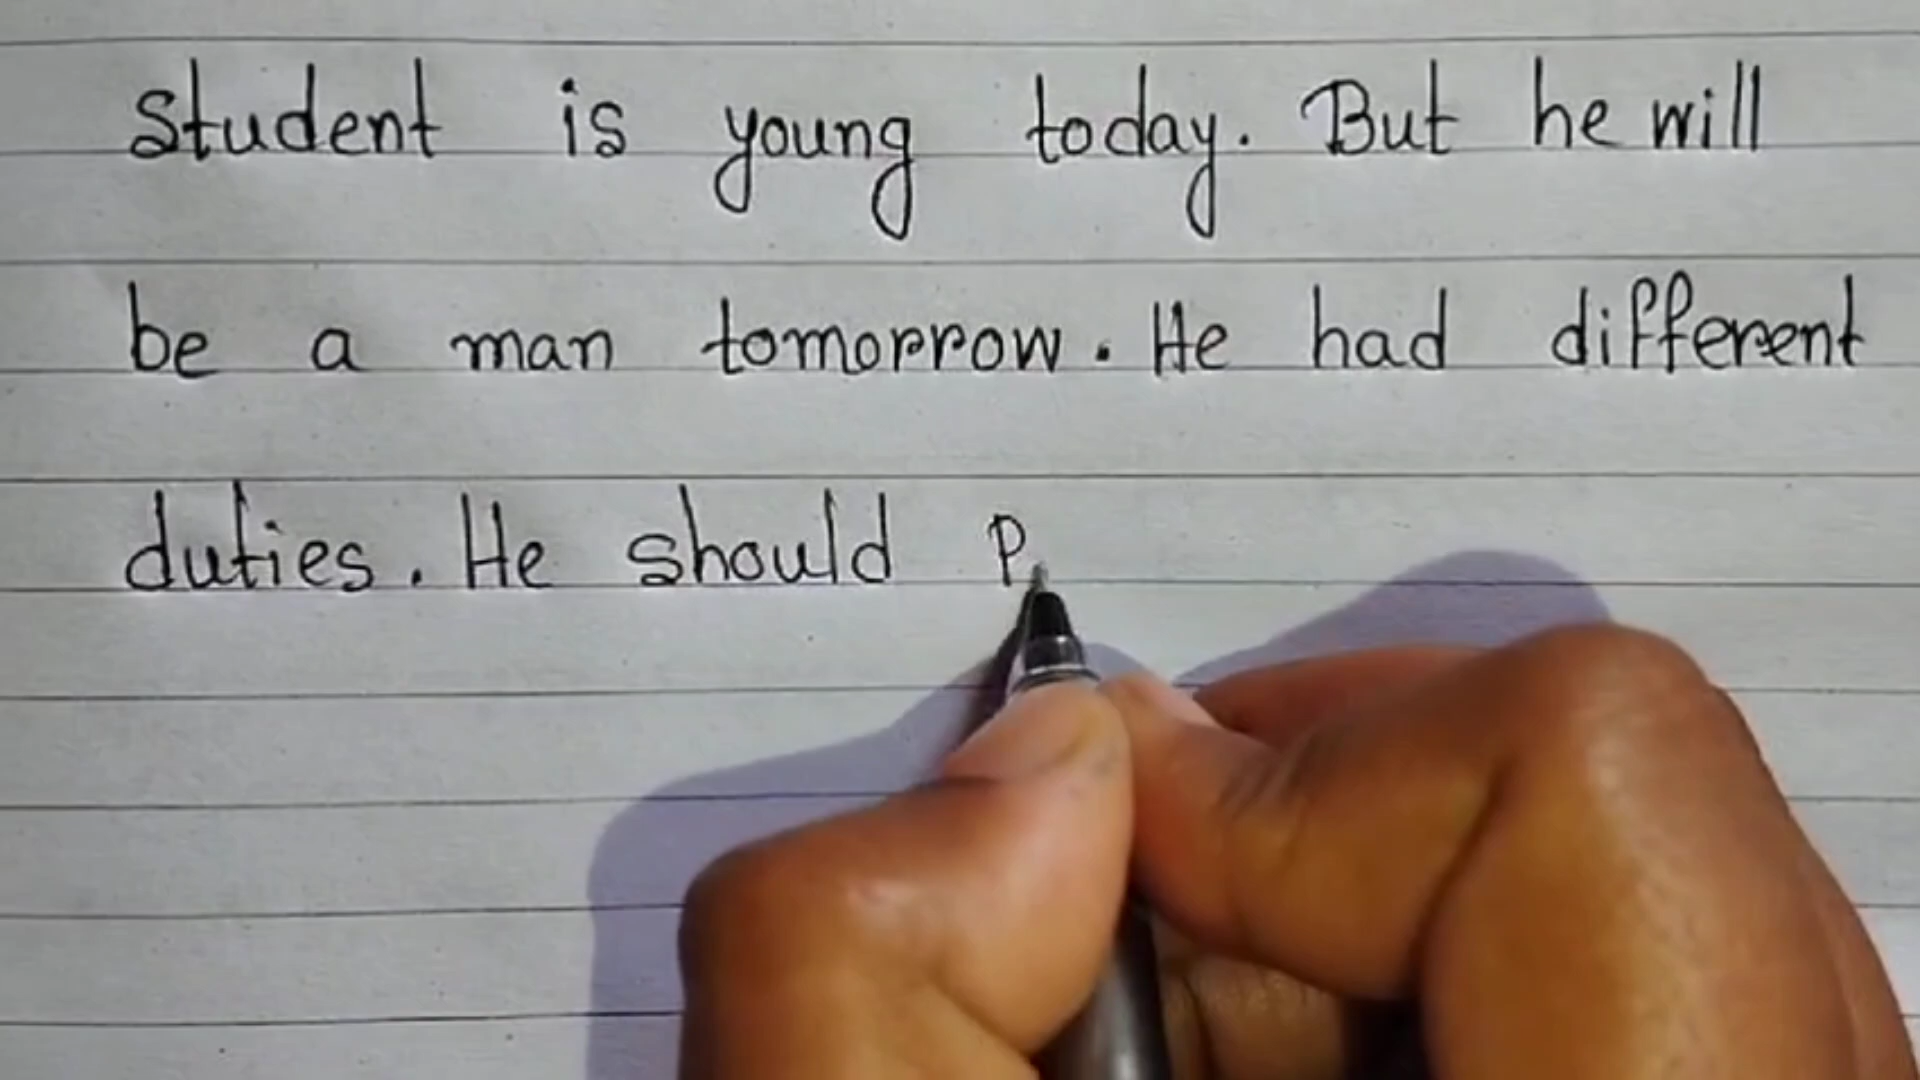 student is young today. But he will
be a man tomorrow. He had different
duties. He should P